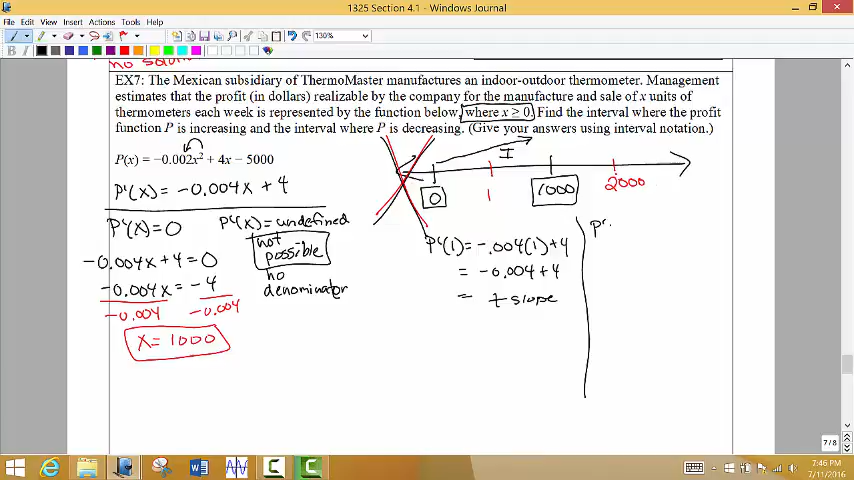 1325 Section 4.1 - Windows Journal
File Edit View Insert Actions Tools Help
130%
B I
no solution
EX7: The Mexican subsidiary of ThermoMaster manufactures an indoor-outdoor thermometer. Management
estimates that the profit (in dollars) realizable by the company for the manufacture and sale of x units of
thermometers each week is represented by the function below, where x ≥ 0. Find the interval where the profit
function P is increasing and the interval where P is decreasing. (Give your answers using interval notation.)
P(x) = −0.002x² + 4x − 5000
P'(x) = −0.004x + 4
I
0
1
1000
2000
P'(x) = 0
P'(x) = undefined
not possible
no denominator
−0.004x + 4 = 0
−0.004x = −4
−0.004 −0.004
x = 1000
P'(1) = −.004(1) + 4
= −0.004 + 4
= + slope
P'
7/8
7:46 PM
7/11/2016